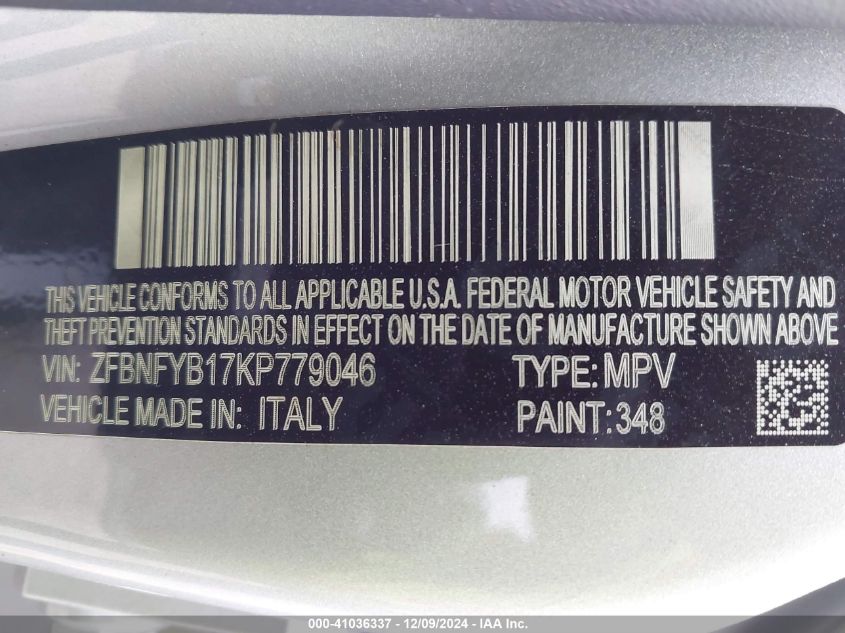 THIS VEHICLE CONFORMS TO ALL APPLICABLE U.S.A. FEDERAL MOTOR VEHICLE SAFETY AND
THEFT PREVENTION STANDARDS IN EFFECT ON THE DATE OF MANUFACTURE SHOWN ABOVE
VIN: ZFBNFYB17KP779046 TYPE: MPV
VEHICLE MADE IN: ITALY PAINT: 348
000-41036337 - 12/09/2024 - IAA Inc.